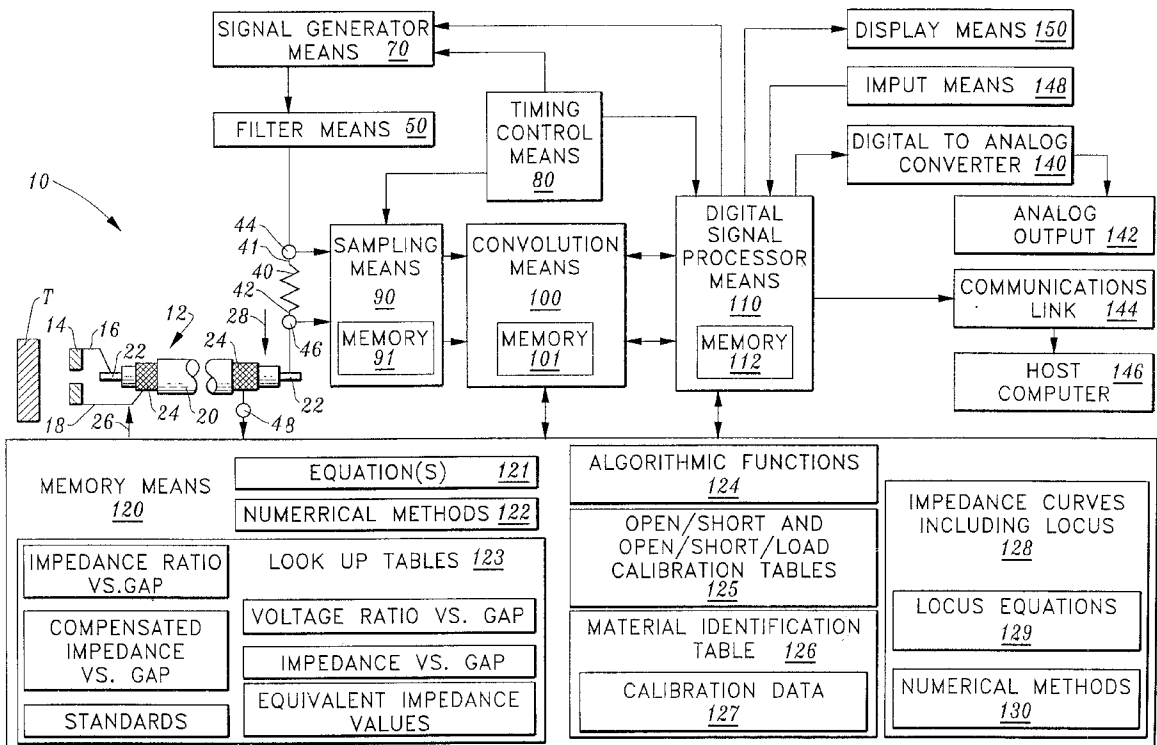 SIGNAL GENERATOR
MEANS 70
FILTER MEANS 50
TIMING
CONTROL
MEANS
80
DISPLAY MEANS 150
IMPUT MEANS 148
DIGITAL TO ANALOG
CONVERTER 140
ANALOG
OUTPUT 142
COMMUNICATIONS
LINK 144
HOST 146
COMPUTER
10
44
41
40
42
28
46
SAMPLING
MEANS
90
MEMORY
91
CONVOLUTION
MEANS
100
MEMORY
101
DIGITAL
SIGNAL
PROCESSOR
MEANS
110
MEMORY
112
T
14
16
12
22
24
18
26
24
20
22
48
MEMORY MEANS
120
EQUATION(S) 121
NUMERRICAL METHODS 122
LOOK UP TABLES 123
IMPEDANCE RATIO
VS.GAP
COMPENSATED
IMPEDANCE
VS. GAP
STANDARDS
VOLTAGE RATIO VS. GAP
IMPEDANCE VS. GAP
EQUIVALENT IMPEDANCE
VALUES
ALGORITHMIC FUNCTIONS
124
OPEN/SHORT AND
OPEN/SHORT/LOAD
CALIBRATION TABLES
125
MATERIAL IDENTIFICATION
TABLE 126
CALIBRATION DATA
127
IMPEDANCE CURVES
INCLUDING LOCUS
128
LOCUS EQUATIONS
129
NUMERICAL METHODS
130